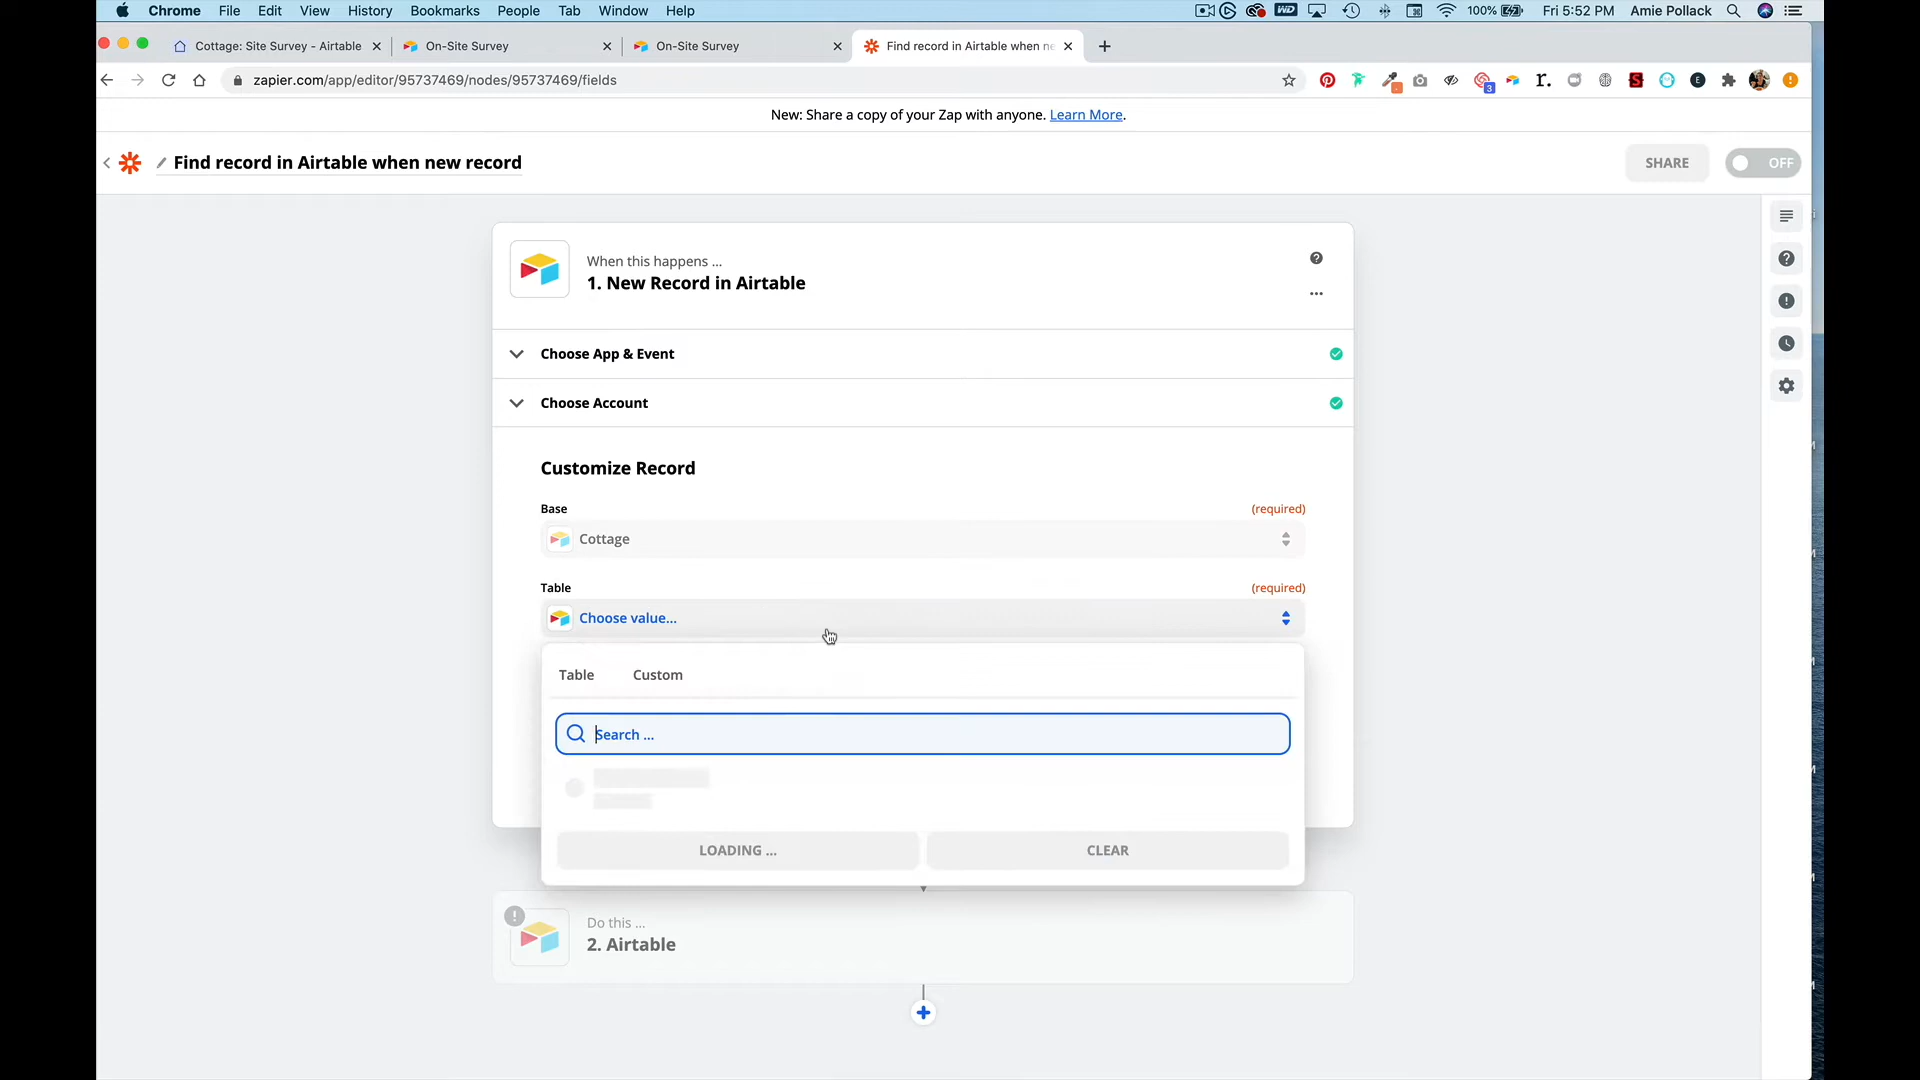 Chrome File Edit View History Bookmarks People Tab Window Help
WD 100% Fri 5:52 PM Amie Pollack
Cottage: Site Survey - Airtable
On-Site Survey
On-Site Survey
Find record in Airtable when ne
zapier.com/app/editor/95737469/nodes/95737469/fields
3 r. S E
New: Share a copy of your Zap with anyone. Learn More.
Find record in Airtable when new record
SHARE
OFF
When this happens ...
1. New Record in Airtable
Choose App & Event
Choose Account
Customize Record
Base (required)
Cottage
Table (required)
Choose value...
Table Custom
Search ...
LOADING ... CLEAR
Do this ...
2. Airtable